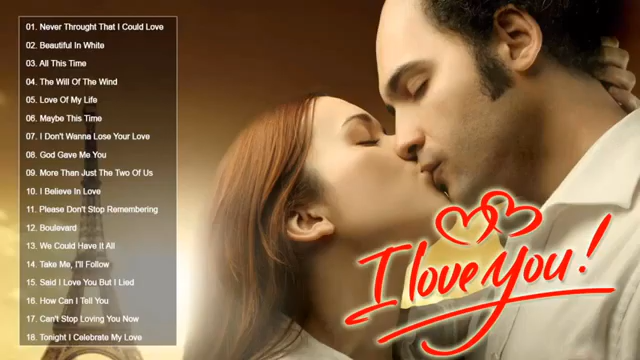 01. Never Throught That I Could Love
02. Beautiful In White
03. All This Time
04. The Will Of The Wind
05. Love Of My Life
06. Maybe This Time
07. I Don't Wanna Lose Your Love
08. God Gave Me You
09. More Than Just The Two Of Us
10. I Believe In Love
11. Please Don't Stop Remembering
12. Boulevard
13. We Could Have It All
14. Take Me, I'll Follow
15. Said I Love You But I Lied
16. How Can I Tell You
17. Can't Stop Loving You Now
18. Tonight I Celebrate My Love
I love you!